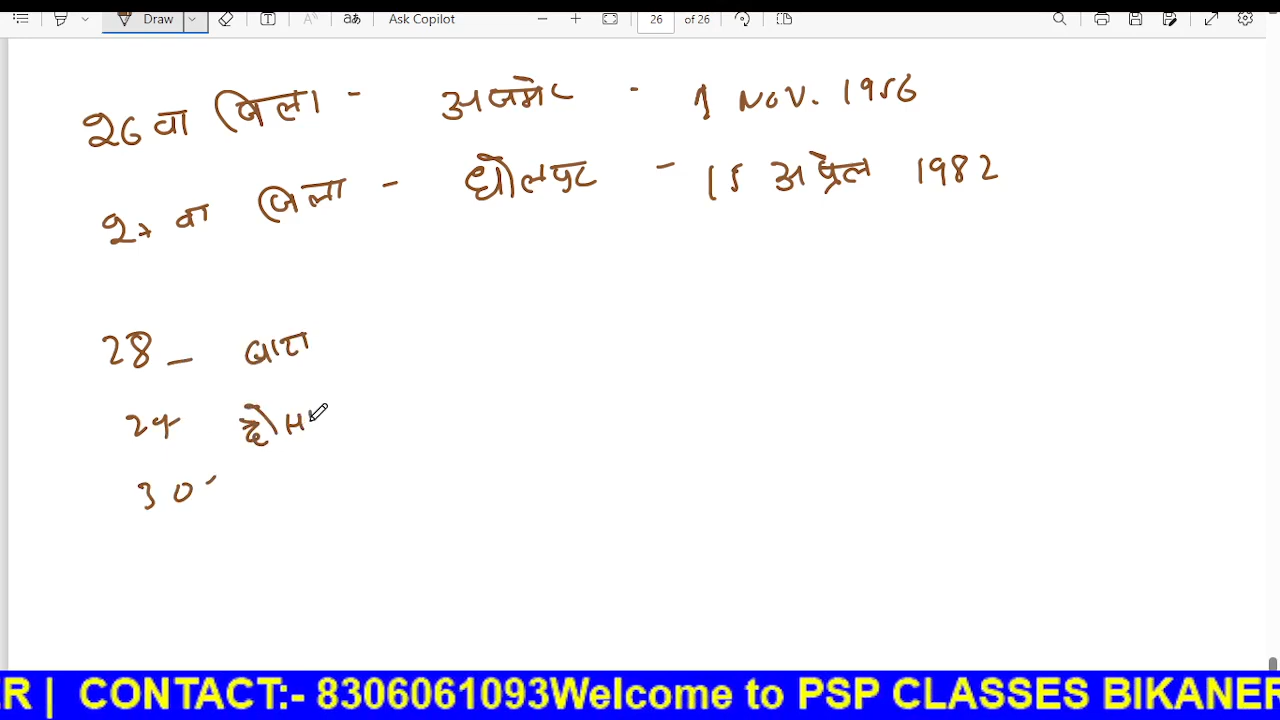 Draw
Ask Copilot
26 of 26
26 वा जिला - अजमेर - 1 Nov. 1956
27 वा जिला - धौलपुर - 15 अप्रेल 1982
28 - बारा
29 दौस
30 -
ER | CONTACT:- 8306061093Welcome to PSP CLASSES BIKANER